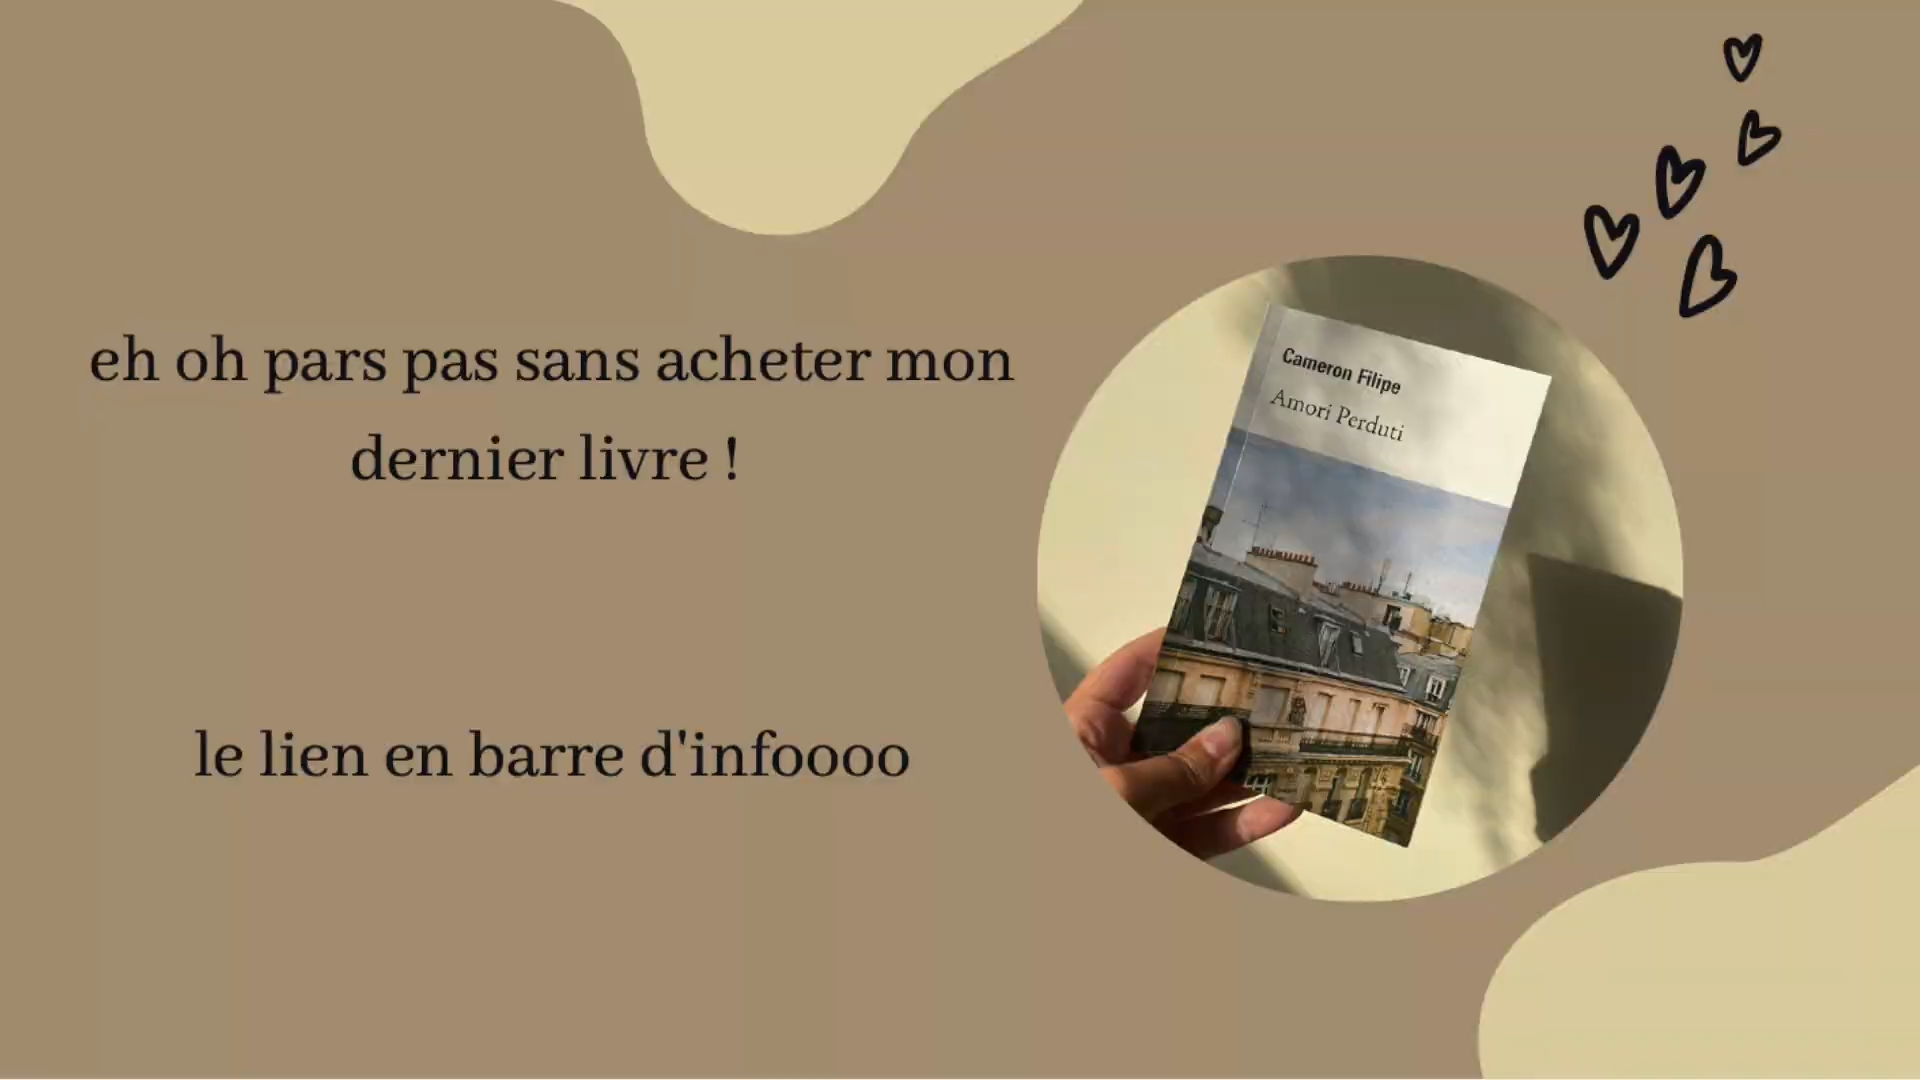 eh oh pars pas sans acheter mon
dernier livre !
le lien en barre d'infoooo
Cameron Filipe
Amori Perduti